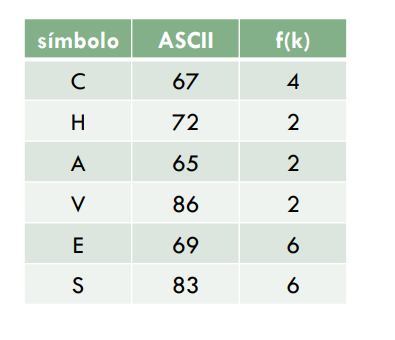 símbolo ASCII f(k)
C 67 4
H 72 2
A 65 2
V 86 2
E 69 6
S 83 6